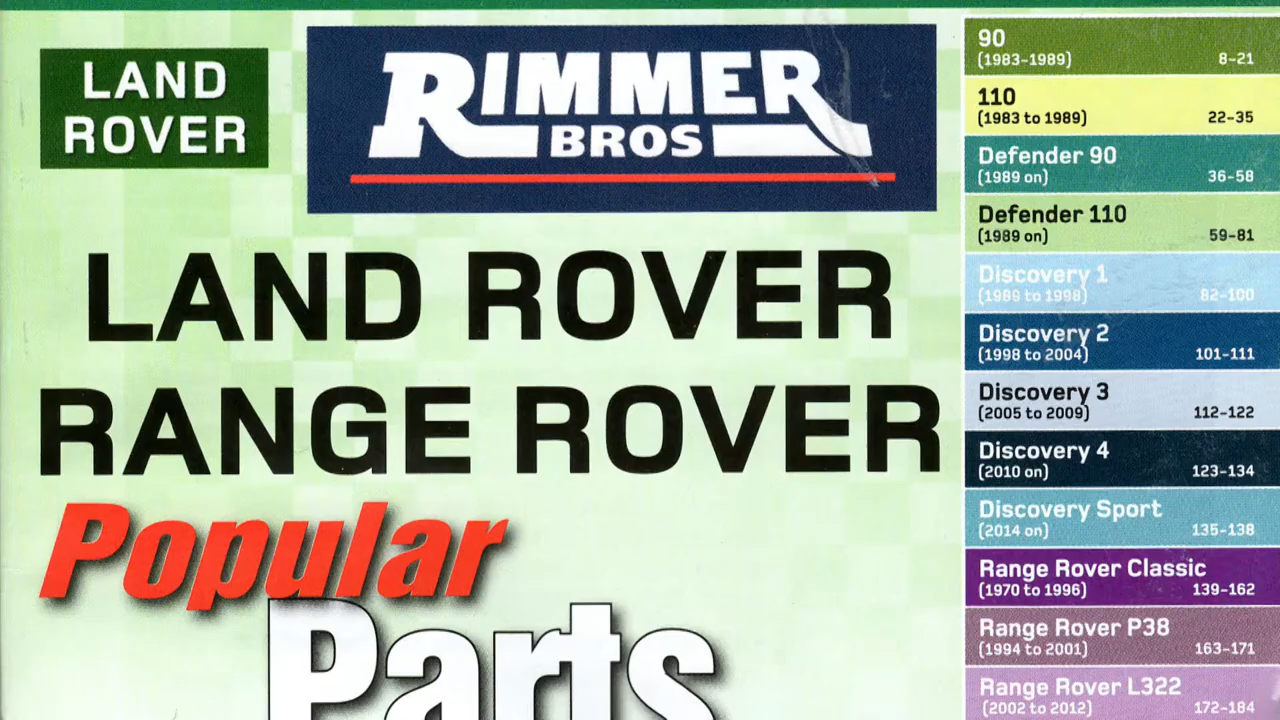 LAND
ROVER
RIMMER
BROS
LAND ROVER
RANGE ROVER
Popular
Parts
90
(1983-1989) 8-21
110
(1983 to 1989) 22-35
Defender 90
(1989 on) 36-58
Defender 110
(1989 on) 59-81
Discovery 1
(1989 to 1998) 82-100
Discovery 2
(1998 to 2004) 101-111
Discovery 3
(2005 to 2009) 112-122
Discovery 4
(2010 on) 123-134
Discovery Sport
(2014 on) 135-138
Range Rover Classic
(1970 to 1996) 139-162
Range Rover P38
(1994 to 2001) 163-171
Range Rover L322
(2002 to 2012) 172-184